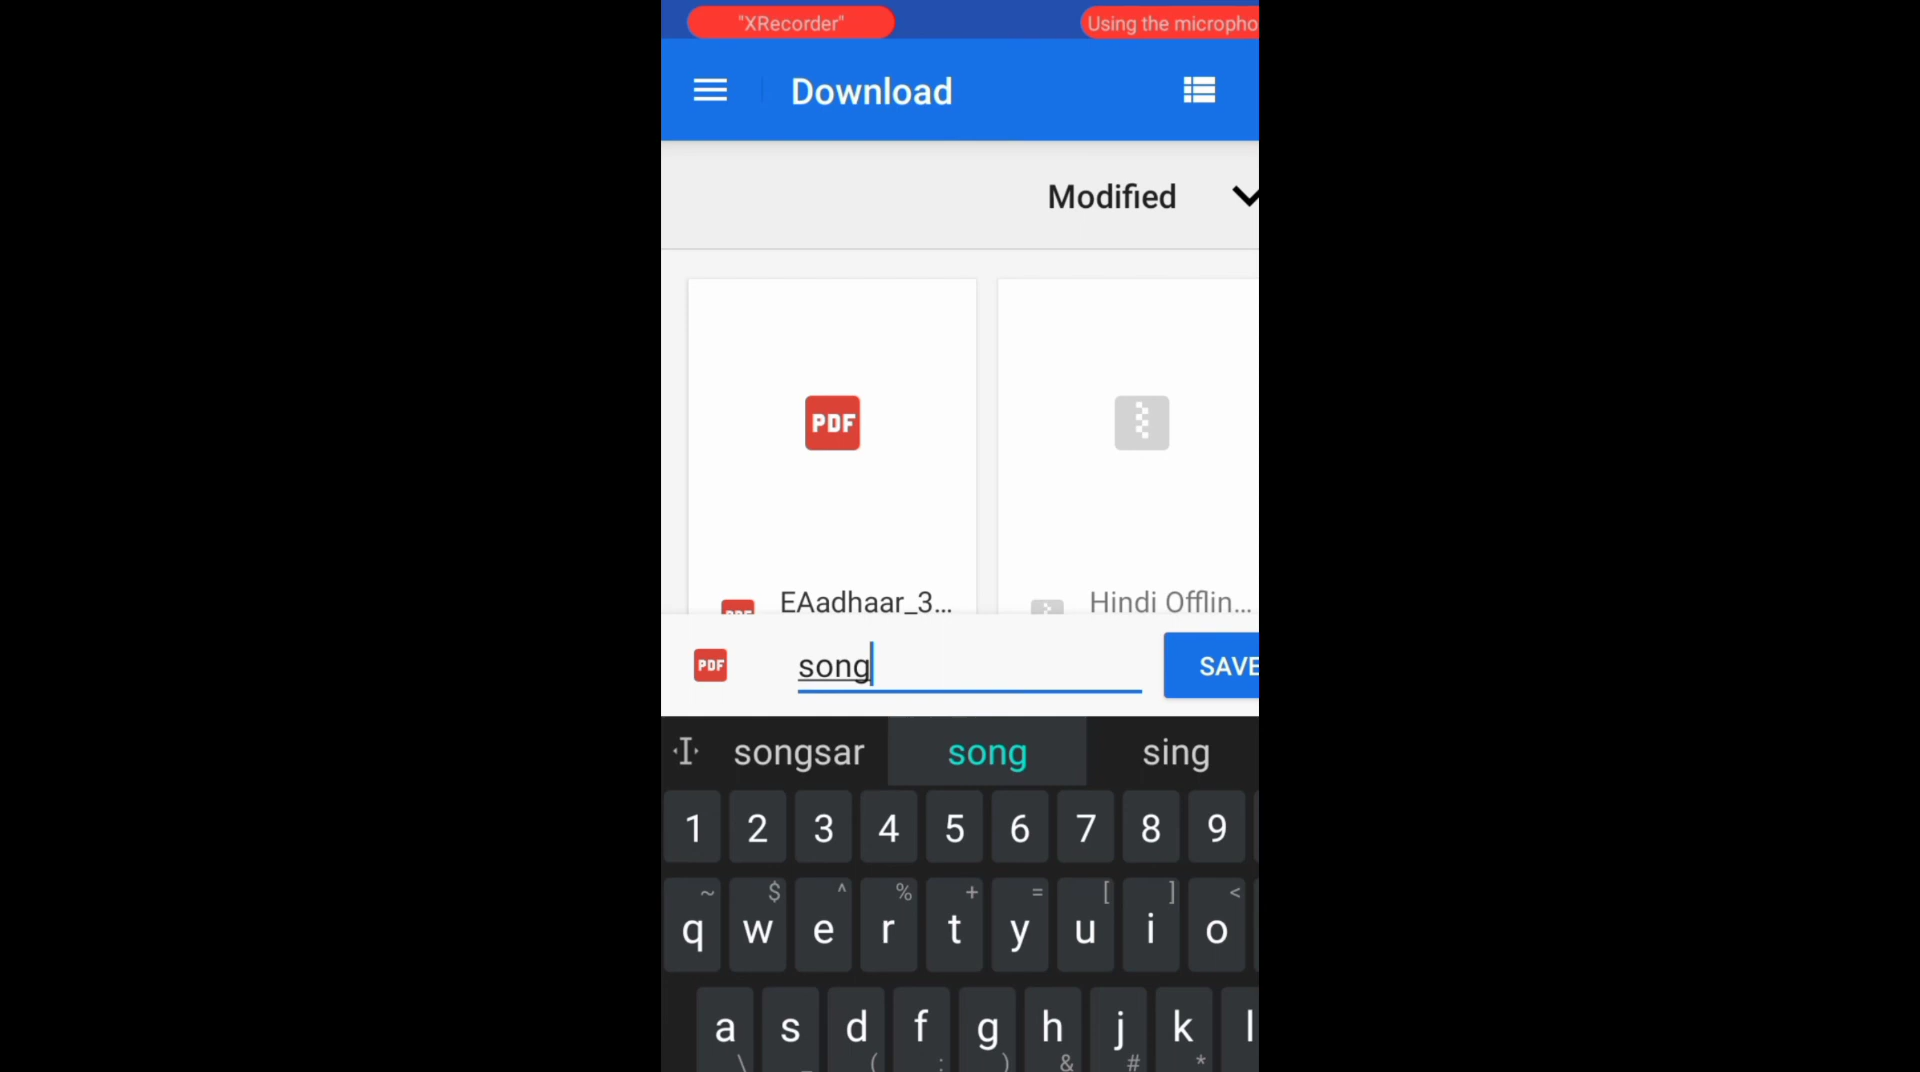 "XRecorder" Using the micropho
Download
Modified
PDF
EAadhaar_3... Hindi Offlin...
PDF song SAVE
songsar song sing
1 2 3 4 5 6 7 8 9
~ $ ^ % + = [ ] <
q w e r t y u i o
a s d f g h j k l
\ _ ( : ) & # *